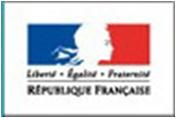 Liberté • Égalité • Fraternité
RÉPUBLIQUE FRANÇAISE